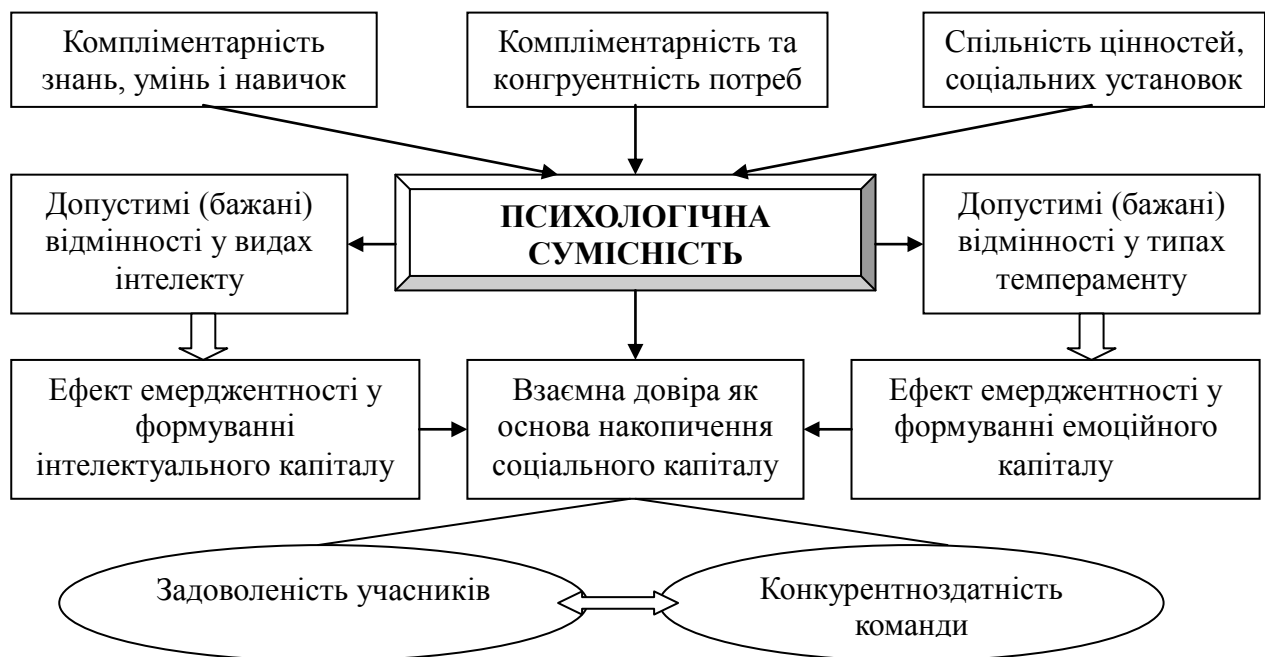 Компліментарність
знань, умінь і навичок
Компліментарність та
конгруентність потреб
Спільність цінностей,
соціальних установок
Допустимі (бажані)
відмінності у видах
інтелекту
ПСИХОЛОГІЧНА
СУМІСНІСТЬ
Допустимі (бажані)
відмінності у типах
темпераменту
Ефект емерджентності у
формуванні
інтелектуального капіталу
Взаємна довіра як
основа накопичення
соціального капіталу
Ефект емерджентності у
формуванні емоційного
капіталу
Задоволеність учасників
Конкурентноздатність
команди